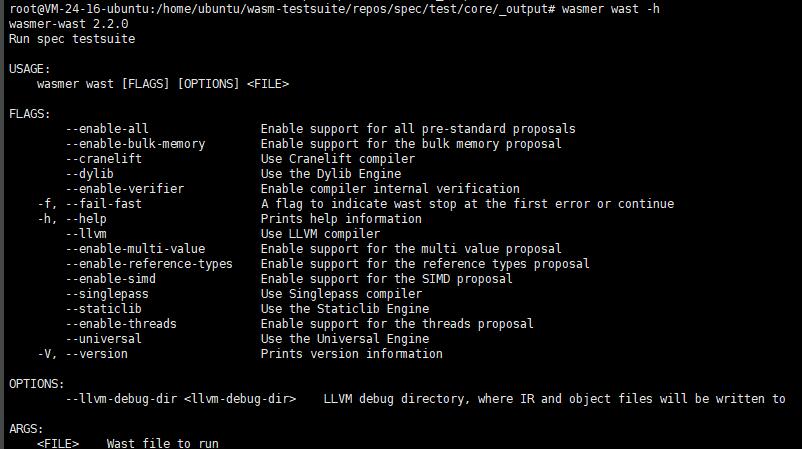 root@VM-24-16-ubuntu:/home/ubuntu/wasm-testsuite/repos/spec/test/core/_output# wasmer wast -h
wasmer-wast 2.2.0
Run spec testsuite

USAGE:
    wasmer wast [FLAGS] [OPTIONS] <FILE>

FLAGS:
        --enable-all                Enable support for all pre-standard proposals
        --enable-bulk-memory        Enable support for the bulk memory proposal
        --cranelift                 Use Cranelift compiler
        --dylib                     Use the Dylib Engine
        --enable-verifier           Enable compiler internal verification
    -f, --fail-fast                 A flag to indicate wast stop at the first error or continue
    -h, --help                      Prints help information
        --llvm                      Use LLVM compiler
        --enable-multi-value        Enable support for the multi value proposal
        --enable-reference-types    Enable support for the reference types proposal
        --enable-simd               Enable support for the SIMD proposal
        --singlepass                Use Singlepass compiler
        --staticlib                 Use the Staticlib Engine
        --enable-threads            Enable support for the threads proposal
        --universal                 Use the Universal Engine
    -V, --version                   Prints version information

OPTIONS:
        --llvm-debug-dir <llvm-debug-dir>    LLVM debug directory, where IR and object files will be written to

ARGS:
    <FILE>    Wast file to run